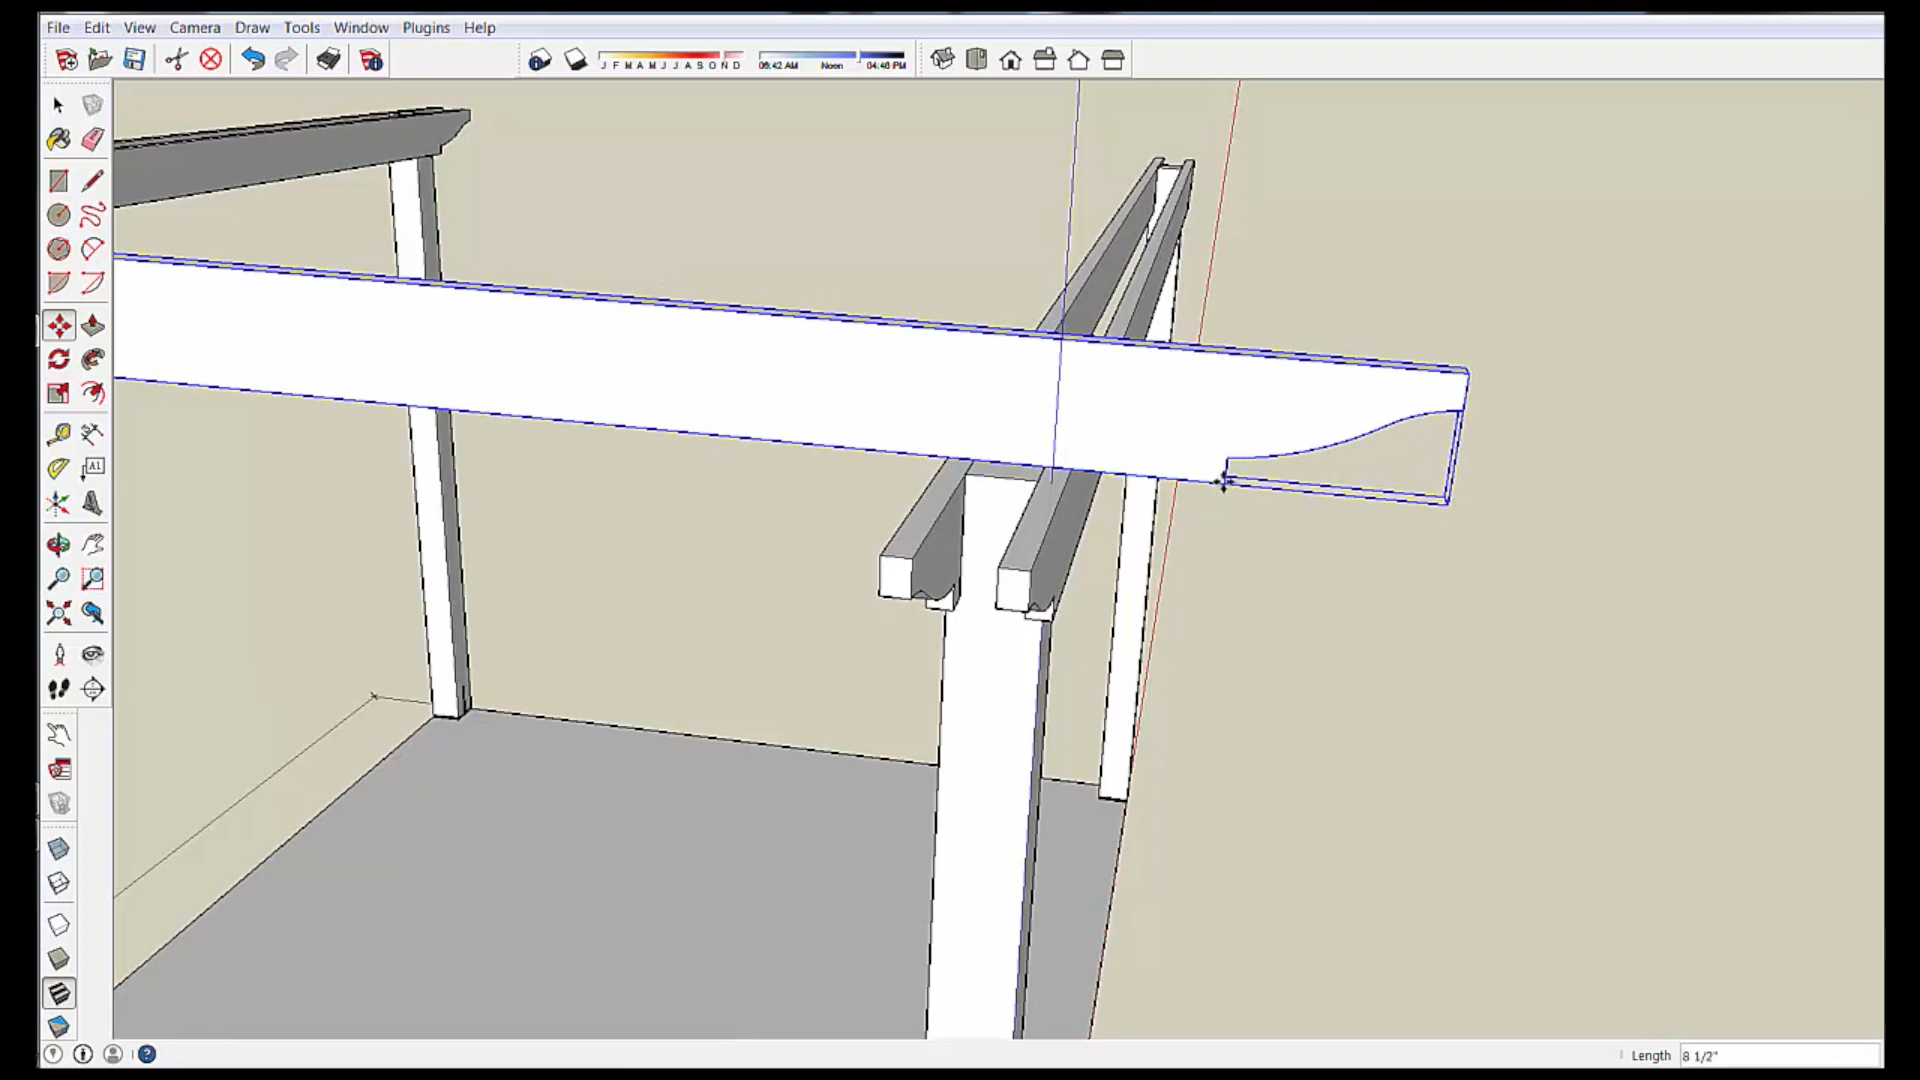 File Edit View Camera Draw Tools Window Plugins Help
J F M A M J J A S O N D
06:42 AM Noon 04:46 PM
A1
Length 8 1/2"